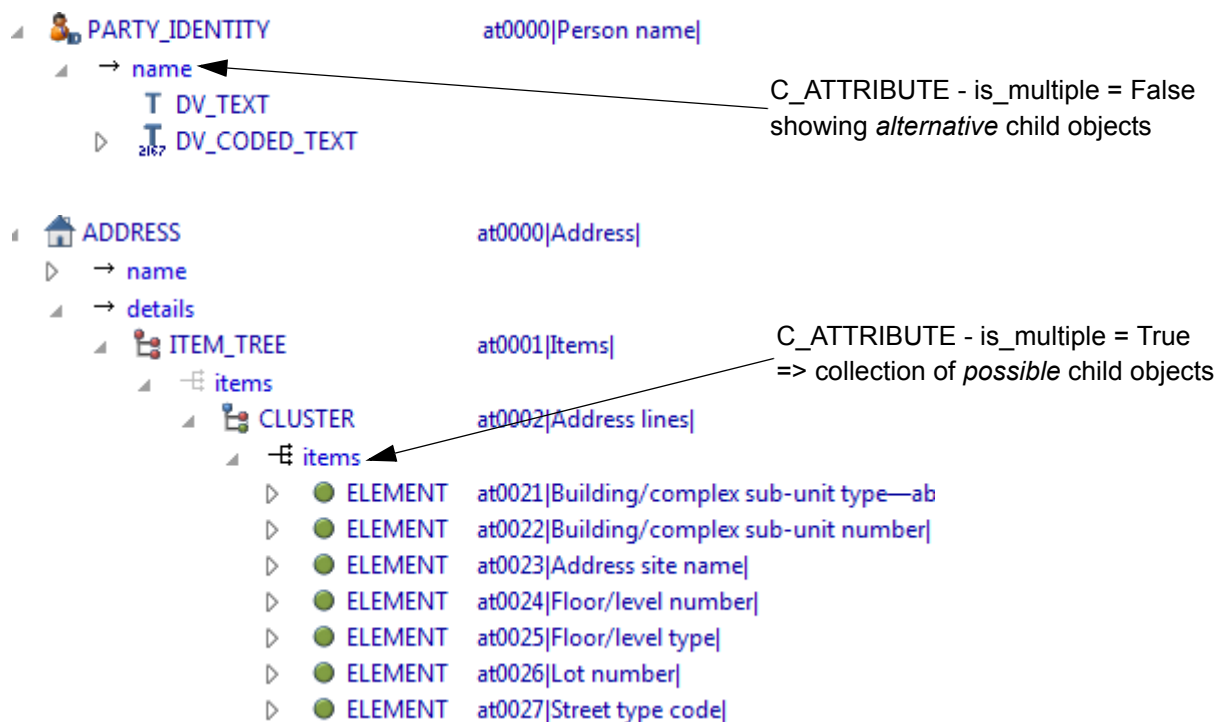 PARTY_IDENTITY at0000|Person name|
→ name
C_ATTRIBUTE - is_multiple = False
showing alternative child objects
T DV_TEXT
T 2167 DV_CODED_TEXT
ADDRESS at0000|Address|
→ name
→ details
C_ATTRIBUTE - is_multiple = True
=> collection of possible child objects
ITEM_TREE at0001|Items|
items
CLUSTER at0002|Address lines|
items
ELEMENT at0021|Building/complex sub-unit type—ab
ELEMENT at0022|Building/complex sub-unit number|
ELEMENT at0023|Address site name|
ELEMENT at0024|Floor/level number|
ELEMENT at0025|Floor/level type|
ELEMENT at0026|Lot number|
ELEMENT at0027|Street type code|